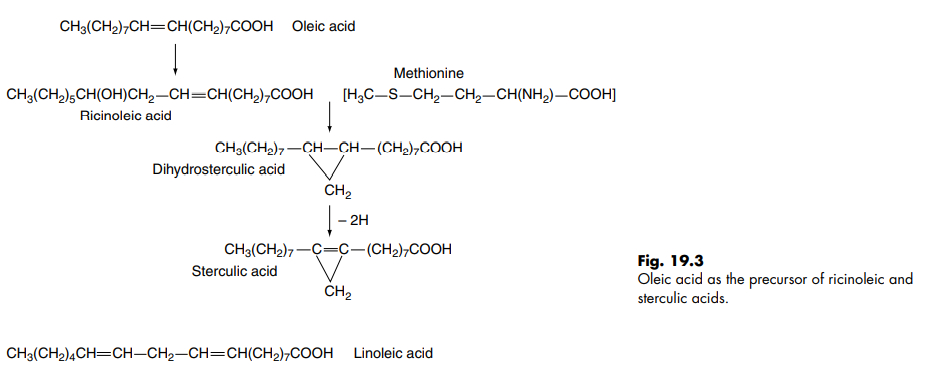 CH₃(CH₂)₇CH=CH(CH₂)₇COOH Oleic acid
Methionine
CH₃(CH₂)₅CH(OH)CH₂—CH=CH(CH₂)₇COOH [H₃C—S—CH₂—CH₂—CH(NH₂)—COOH]
Ricinoleic acid
CH₃(CH₂)₇—CH—CH—(CH₂)₇COOH
Dihydrosterculic acid
CH₂
– 2H
CH₃(CH₂)₇—C=C—(CH₂)₇COOH
Sterculic acid
CH₂
Fig. 19.3
Oleic acid as the precursor of ricinoleic and
sterculic acids.
CH₃(CH₂)₄CH=CH—CH₂—CH=CH(CH₂)₇COOH Linoleic acid